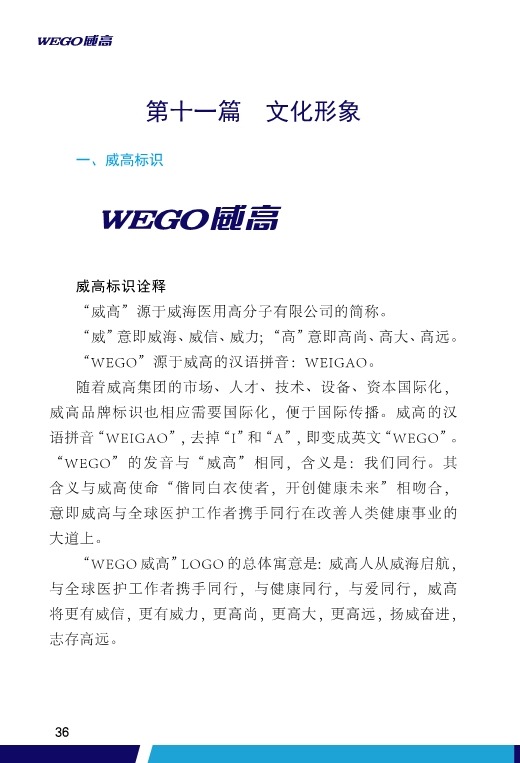 WEGO威高
第十一篇　文化形象
一、威高标识
WEGO威高
威高标识诠释
“威高”源于威海医用高分子有限公司的简称。
“威”意即威海、威信、威力；“高”意即高尚、高大、高远。
“WEGO”源于威高的汉语拼音：WEIGAO。
随着威高集团的市场、人才、技术、设备、资本国际化，
威高品牌标识也相应需要国际化，便于国际传播。威高的汉
语拼音“WEIGAO”，去掉“I”和“A”，即变成英文“WEGO”。
“WEGO”的发音与“威高”相同，含义是：我们同行。其
含义与威高使命“偕同白衣使者，开创健康未来”相吻合，
意即威高与全球医护工作者携手同行在改善人类健康事业的
大道上。
“WEGO威高”LOGO的总体寓意是：威高人从威海启航，
与全球医护工作者携手同行，与健康同行，与爱同行，威高
将更有威信，更有威力，更高尚，更高大，更高远，扬威奋进，
志存高远。
36